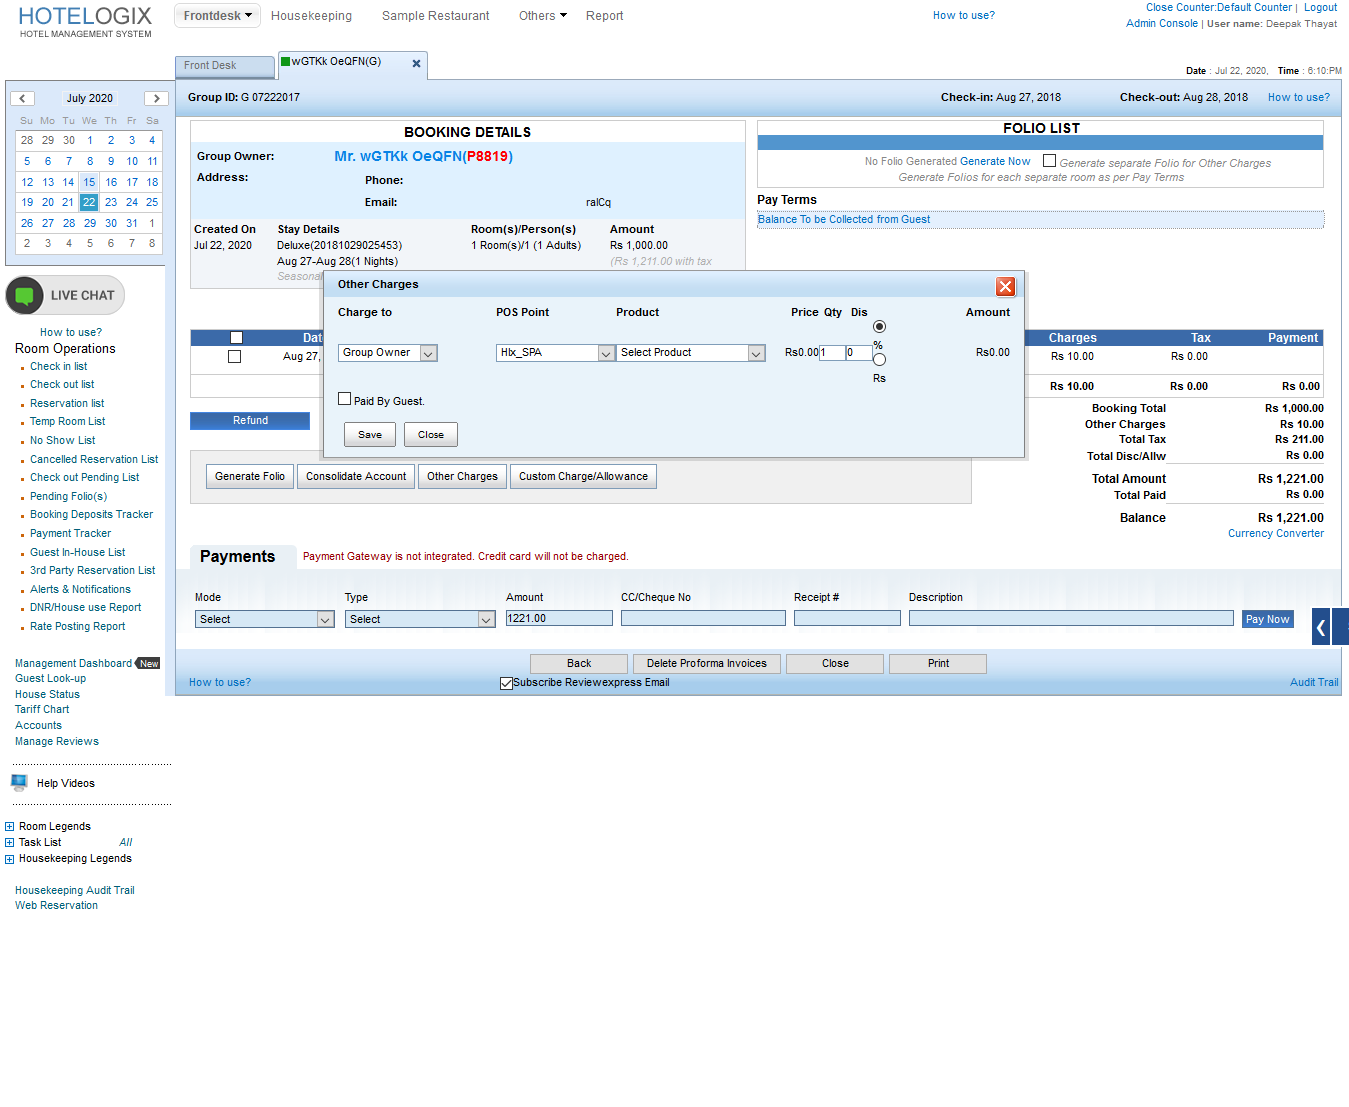 HOTELOGIX
HOTEL MANAGEMENT SYSTEM
Frontdesk
Housekeeping
Sample Restaurant
Others
Report
How to use?
Close Counter:Default Counter | Logout
Admin Console | User name: Deepak Thayat
Front Desk
wGTKk OeQFN(G)
Date : Jul 22, 2020, Time : 6:10:PM
July 2020
Su Mo Tu We Th Fr Sa
28 29 30 1 2 3 4
5 6 7 8 9 10 11
12 13 14 15 16 17 18
19 20 21 22 23 24 25
26 27 28 29 30 31 1
2 3 4 5 6 7 8
LIVE CHAT
How to use?
Room Operations
Check in list
Check out list
Reservation list
Temp Room List
No Show List
Cancelled Reservation List
Check out Pending List
Pending Folio(s)
Booking Deposits Tracker
Payment Tracker
Guest In-House List
3rd Party Reservation List
Alerts & Notifications
DNR/House use Report
Rate Posting Report
Management Dashboard New
Guest Look-up
House Status
Tariff Chart
Accounts
Manage Reviews
Help Videos
Room Legends
Task List All
Housekeeping Legends
Housekeeping Audit Trail
Web Reservation
Group ID: G 07222017
Check-in: Aug 27, 2018
Check-out: Aug 28, 2018
How to use?
BOOKING DETAILS
Group Owner: Mr. wGTKk OeQFN(P8819)
Address:
Phone:
Email: ralCq
Created On Stay Details Room(s)/Person(s) Amount
Jul 22, 2020 Deluxe(20181029025453) 1 Room(s)/1 (1 Adults) Rs 1,000.00
Aug 27-Aug 28(1 Nights) (Rs 1,211.00 with tax
Seasonal
FOLIO LIST
No Folio Generated Generate Now Generate separate Folio for Other Charges
Generate Folios for each separate room as per Pay Terms
Pay Terms
Balance To be Collected from Guest
Other Charges
Charge to POS Point Product Price Qty Dis Amount
Group Owner Hlx_SPA Select Product Rs0.00 1 0 % Rs Rs0.00
Paid By Guest.
Save Close
Dat Charges Tax Payment
Aug 27, Rs 10.00 Rs 0.00
Rs 10.00 Rs 0.00 Rs 0.00
Refund
Booking Total Rs 1,000.00
Other Charges Rs 10.00
Total Tax Rs 211.00
Total Disc/Allw Rs 0.00
Total Amount Rs 1,221.00
Total Paid Rs 0.00
Balance Rs 1,221.00
Currency Converter
Generate Folio Consolidate Account Other Charges Custom Charge/Allowance
Payments
Payment Gateway is not integrated. Credit card will not be charged.
Mode Type Amount CC/Cheque No Receipt # Description
Select Select 1221.00 Pay Now
Back Delete Proforma Invoices Close Print
How to use?
Subscribe Reviewexpress Email
Audit Trail